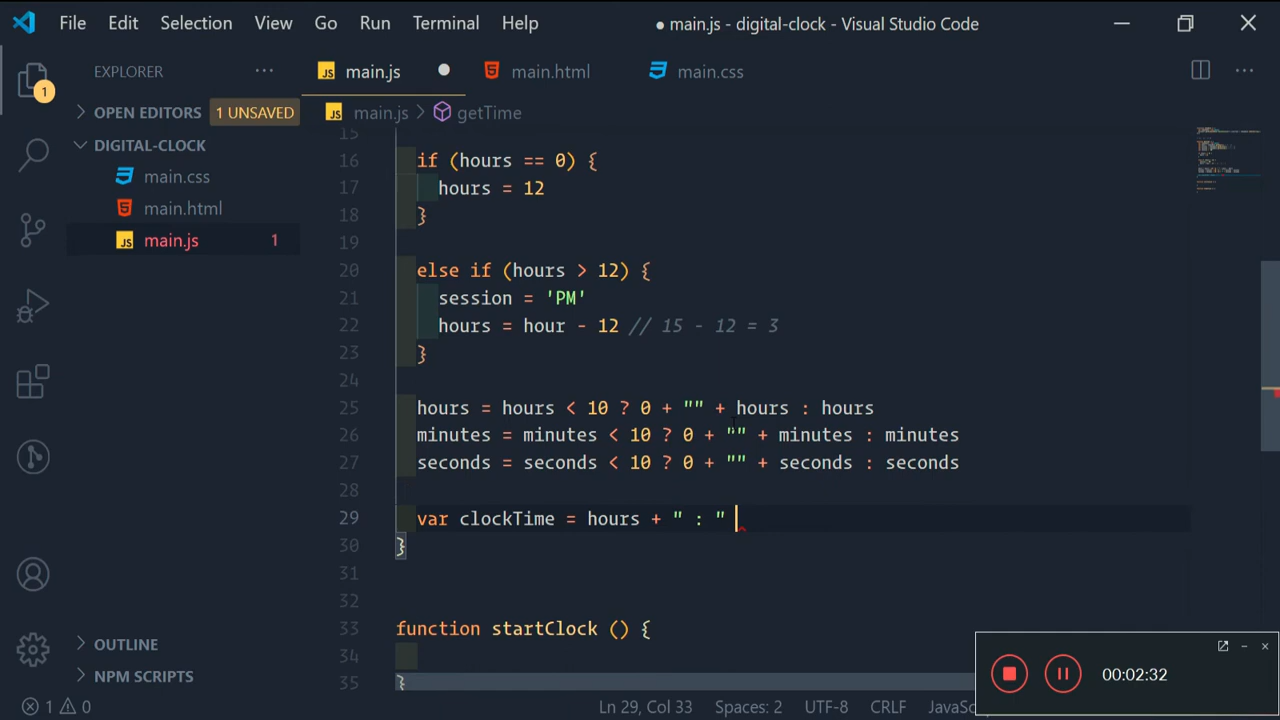 File Edit Selection View Go Run Terminal Help ● main.js - digital-clock - Visual Studio Code
EXPLORER ··· JS main.js main.html main.css ···
1
OPEN EDITORS 1 UNSAVED JS main.js > getTime
DIGITAL-CLOCK
main.css
main.html
JS main.js 1
15
16 if (hours == 0) {
17 hours = 12
18 }
19
20 else if (hours > 12) {
21 session = 'PM'
22 hours = hour - 12 // 15 - 12 = 3
23 }
24
25 hours = hours < 10 ? 0 + "" + hours : hours
26 minutes = minutes < 10 ? 0 + "" + minutes : minutes
27 seconds = seconds < 10 ? 0 + "" + seconds : seconds
28
29 var clockTime = hours + " : "
30 }
31
32
33 function startClock () {
34
35 }
OUTLINE
NPM SCRIPTS
00:02:32
1 0 Ln 29, Col 33 Spaces: 2 UTF-8 CRLF